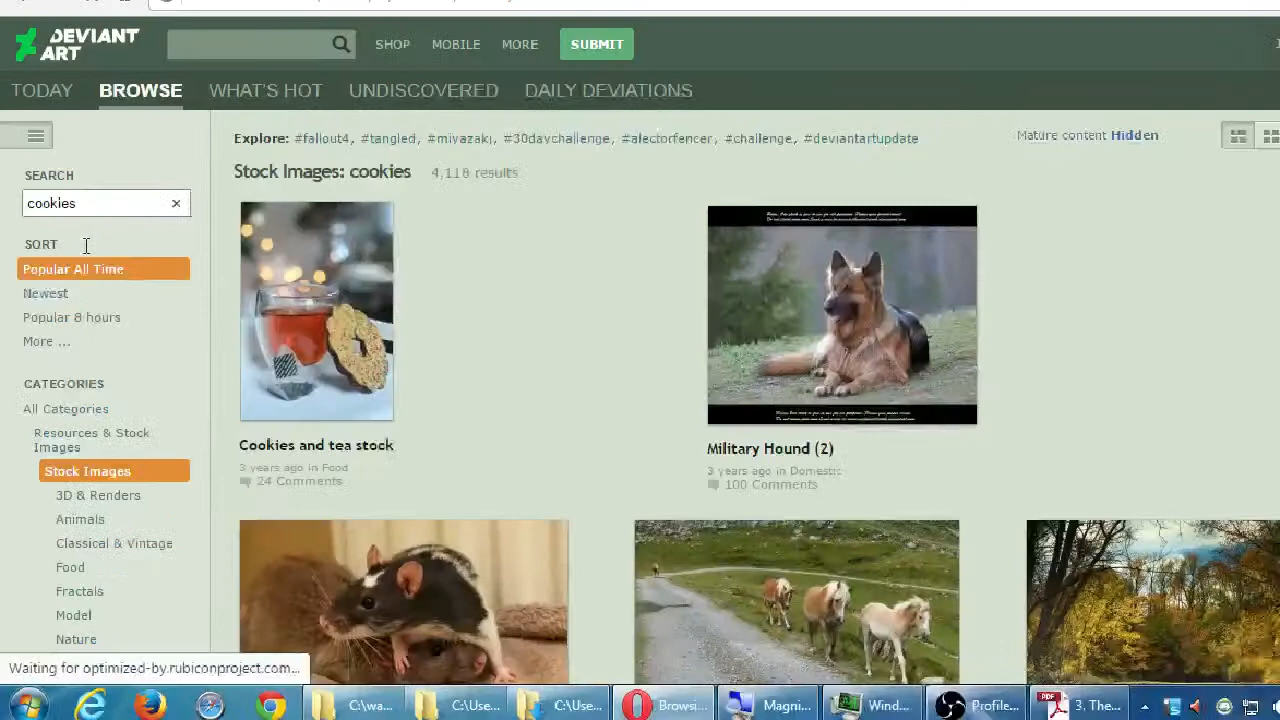 DEVIANT
ART
SHOP
MOBILE
MORE
SUBMIT
TODAY
BROWSE
WHAT'S HOT
UNDISCOVERED
DAILY DEVIATIONS
Explore: #fallout4, #tangled, #miyazaki, #30daychallenge, #alectorfencer, #challenge, #deviantartupdate
Mature content Hidden
SEARCH
cookies
Stock Images: cookies 4,118 results
SORT
Popular All Time
Newest
Popular 8 hours
More ...
CATEGORIES
All Categories
Resources & Stock
Images
Stock Images
3D & Renders
Animals
Classical & Vintage
Food
Fractals
Model
Nature
Cookies and tea stock
3 years ago in Food
24 Comments
Military Hound (2)
3 years ago in Domestic
100 Comments
Waiting for optimized-by.rubiconproject.com...
C:\wa...
C:\Use...
C:\Use...
Browsi...
Magni...
Wind...
Profile...
PDF
3. The...